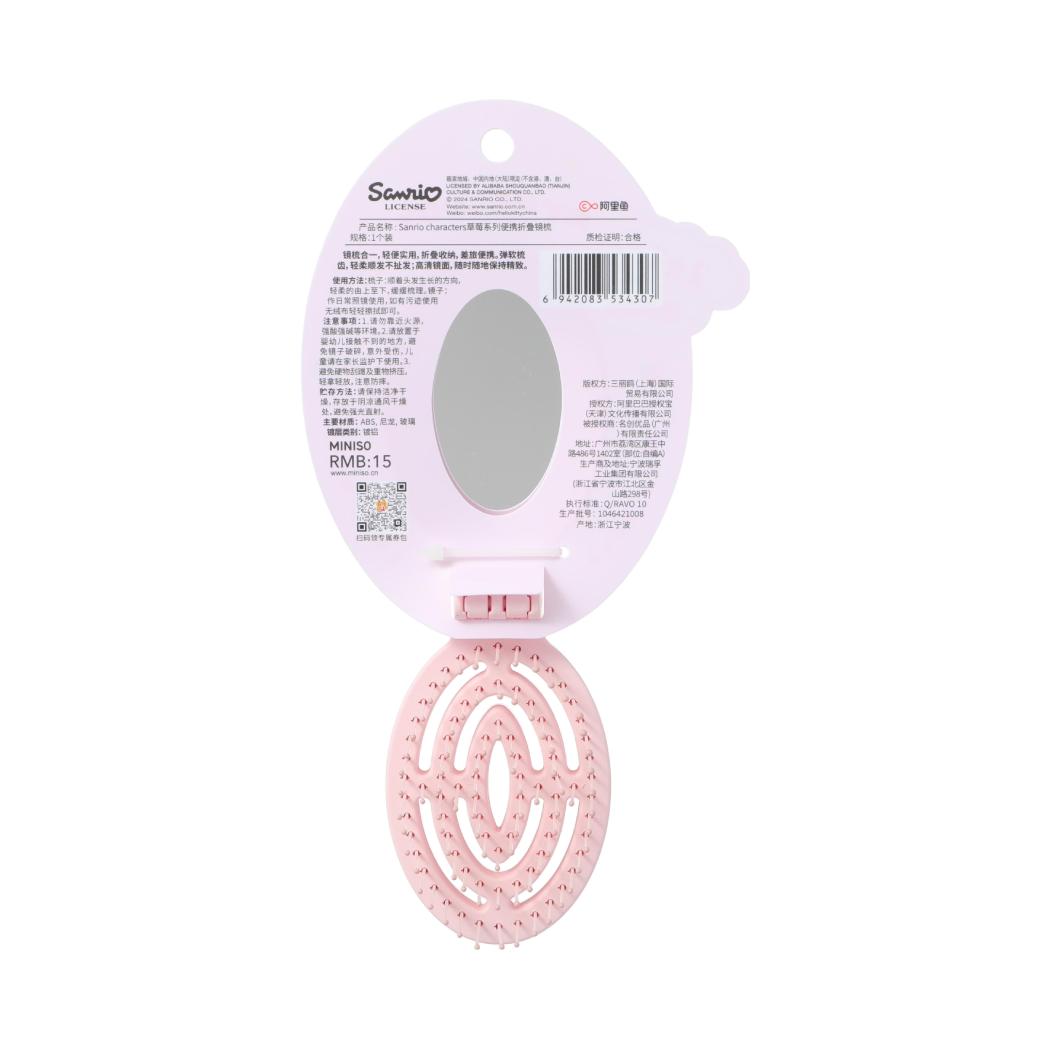 Sanrio
LICENSE
授权地域：中国内地（大陆）限定（不含港、澳、台）
LICENSED BY ALIBABA SHOUQUANBAO (TIANJIN)
CULTURE & COMMUNICATION CO., LTD.
© 2024 SANRIO CO., LTD.
Website: www.sanrio.com.cn
Weibo: weibo.com/hellokittychina
阿里鱼
产品名称：Sanrio characters草莓系列便携折叠镜梳
规格：1个装 质检证明：合格
镜梳合一，轻便实用，折叠收纳，差旅便携。弹软梳
齿，轻柔顺发不扯发；高清镜面，随时随地保持精致。
6 942083 534307
使用方法：梳子：顺着头发生长的方向，
轻柔的由上至下，缓缓梳理。镜子：
作日常照镜使用，如有污迹使用
无绒布轻轻擦拭即可。
注意事项：1.请勿靠近火源，
强酸强碱等环境。2.请放置于
婴幼儿接触不到的地方，避
免镜子破碎，意外受伤，儿
童请在家长监护下使用。3.
避免硬物刮蹭及重物挤压。
轻拿轻放，注意防摔。
贮存方法：请保持洁净干
燥，存放于阴凉通风干燥
处，避免强光直射。
主要材质：ABS，尼龙，玻璃
镀层类别：镀铝
MINISO
RMB:15
www.miniso.cn
扫码领专属券包
版权方：三丽鸥（上海）国际
贸易有限公司
授权方：阿里巴巴授权宝
（天津）文化传播有限公司
被授权商：名创优品（广州
）有限责任公司
地址：广州市荔湾区康王中
路486号1402室（部位：自编A）
生产商及地址：宁波瑞孚
工业集团有限公司
(浙江省宁波市江北区金
山路298号)
执行标准：Q/RAVO 10
生产批号：1046421008
产地：浙江宁波